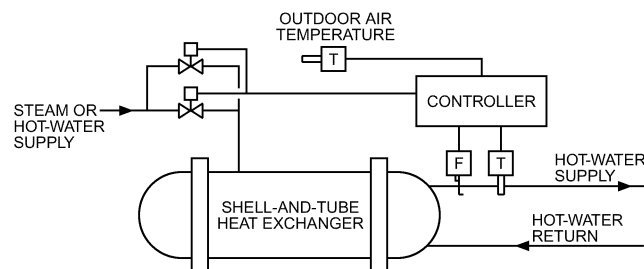 OUTDOOR AIR
TEMPERATURE
T
STEAM OR
HOT-WATER
SUPPLY
CONTROLLER
F
T
HOT-WATER
SUPPLY
SHELL-AND-TUBE
HEAT EXCHANGER
HOT-WATER
RETURN